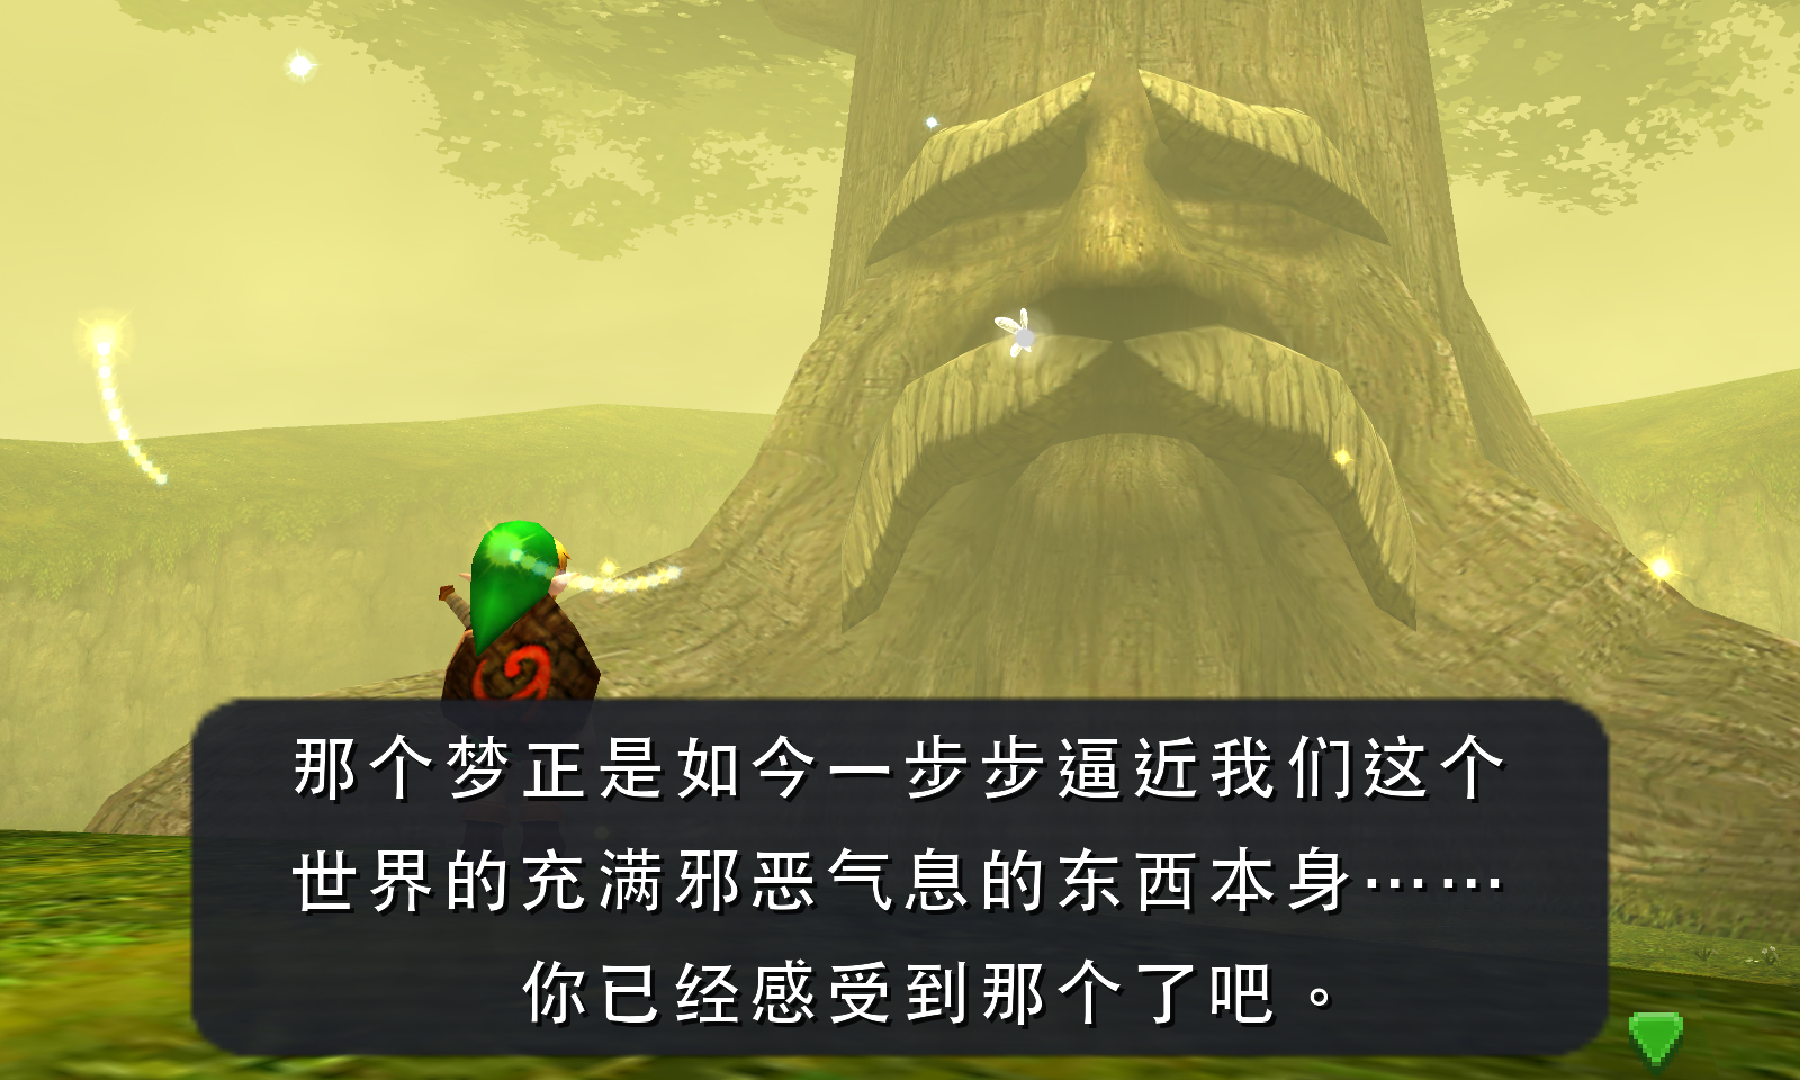 那个梦正是如今一步步逼近我们这个
世界的充满邪恶气息的东西本身……
你已经感受到那个了吧。